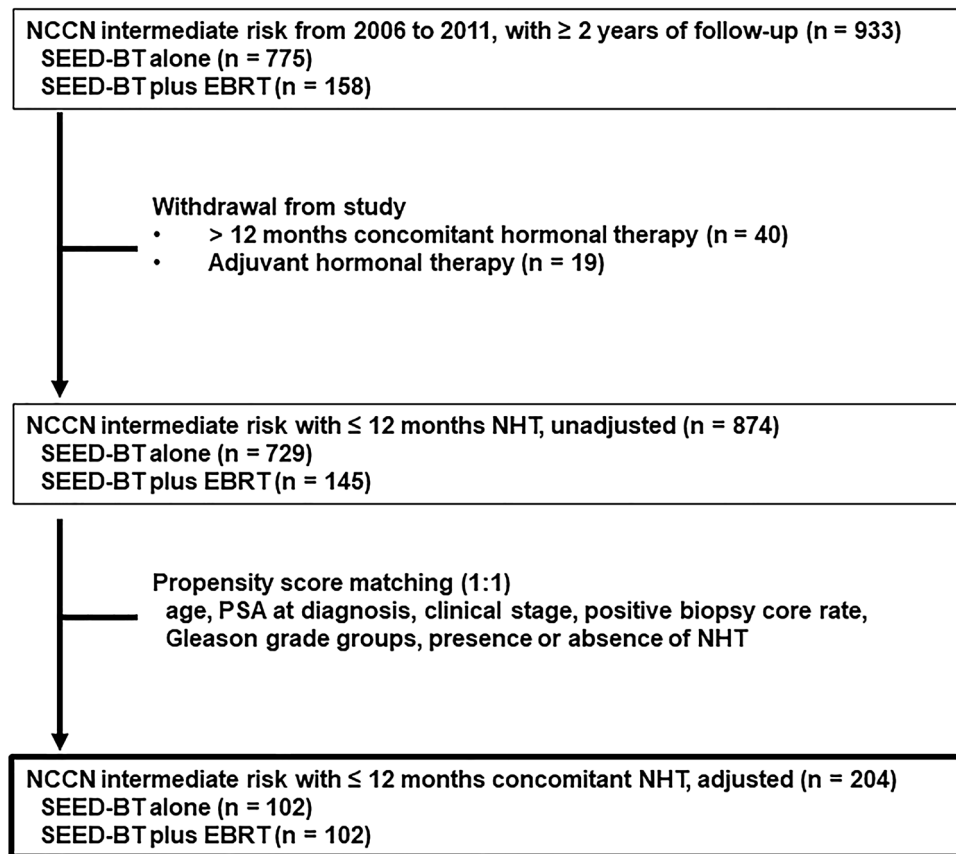 NCCN intermediate risk from 2006 to 2011, with ≥ 2 years of follow-up (n = 933)
SEED-BT alone (n = 775)
SEED-BT plus EBRT (n = 158)
Withdrawal from study
• > 12 months concomitant hormonal therapy (n = 40)
• Adjuvant hormonal therapy (n = 19)
NCCN intermediate risk with ≤ 12 months NHT, unadjusted (n = 874)
SEED-BT alone (n = 729)
SEED-BT plus EBRT (n = 145)
Propensity score matching (1:1)
age, PSA at diagnosis, clinical stage, positive biopsy core rate,
Gleason grade groups, presence or absence of NHT
NCCN intermediate risk with ≤ 12 months concomitant NHT, adjusted (n = 204)
SEED-BT alone (n = 102)
SEED-BT plus EBRT (n = 102)